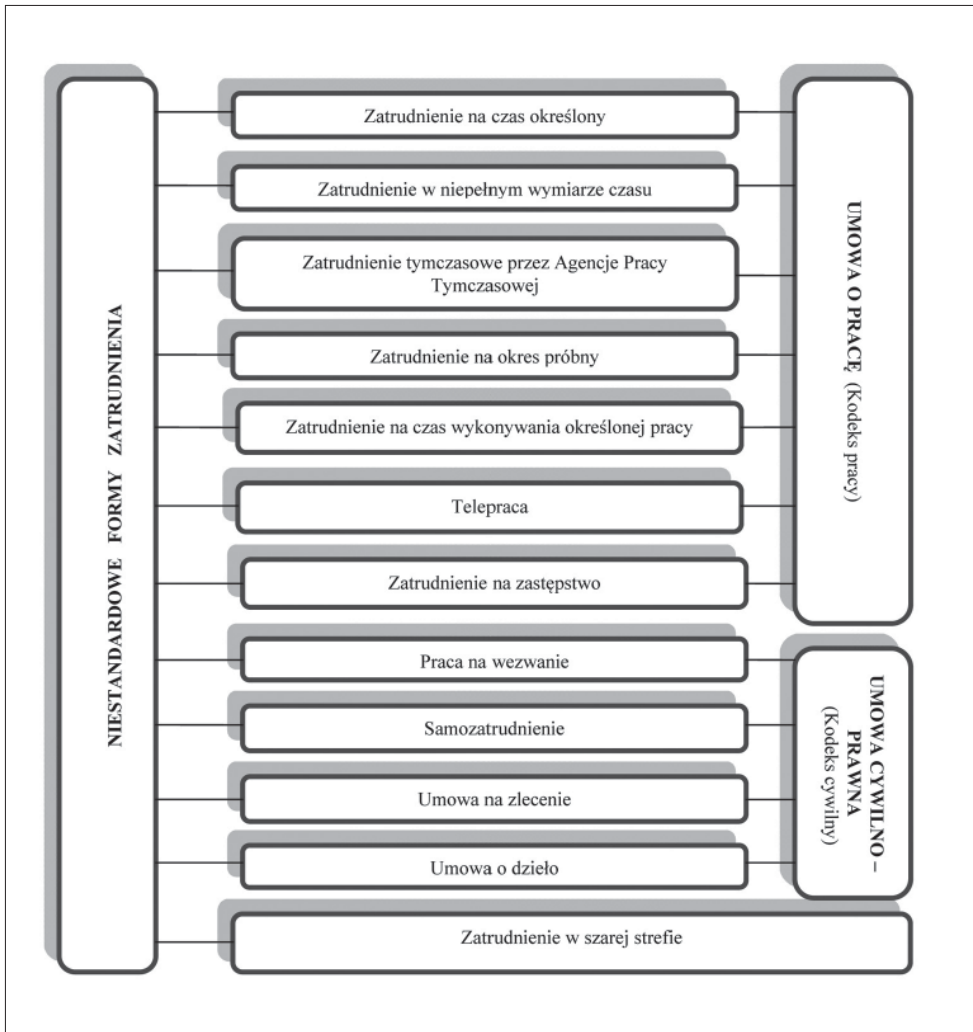 NIESTANDARDOWE FORMY ZATRUDNIENIA
Zatrudnienie na czas określony
Zatrudnienie w niepełnym wymiarze czasu
Zatrudnienie tymczasowe przez Agencje Pracy
Tymczasowej
Zatrudnienie na okres próbny
Zatrudnienie na czas wykonywania określonej pracy
Telepraca
Zatrudnienie na zastępstwo
Praca na wezwanie
Samozatrudnienie
Umowa na zlecenie
Umowa o dzieło
Zatrudnienie w szarej strefie
UMOWA O PRACĘ (Kodeks pracy)
UMOWA CYWILNO –
PRAWNA
(Kodeks cywilny)